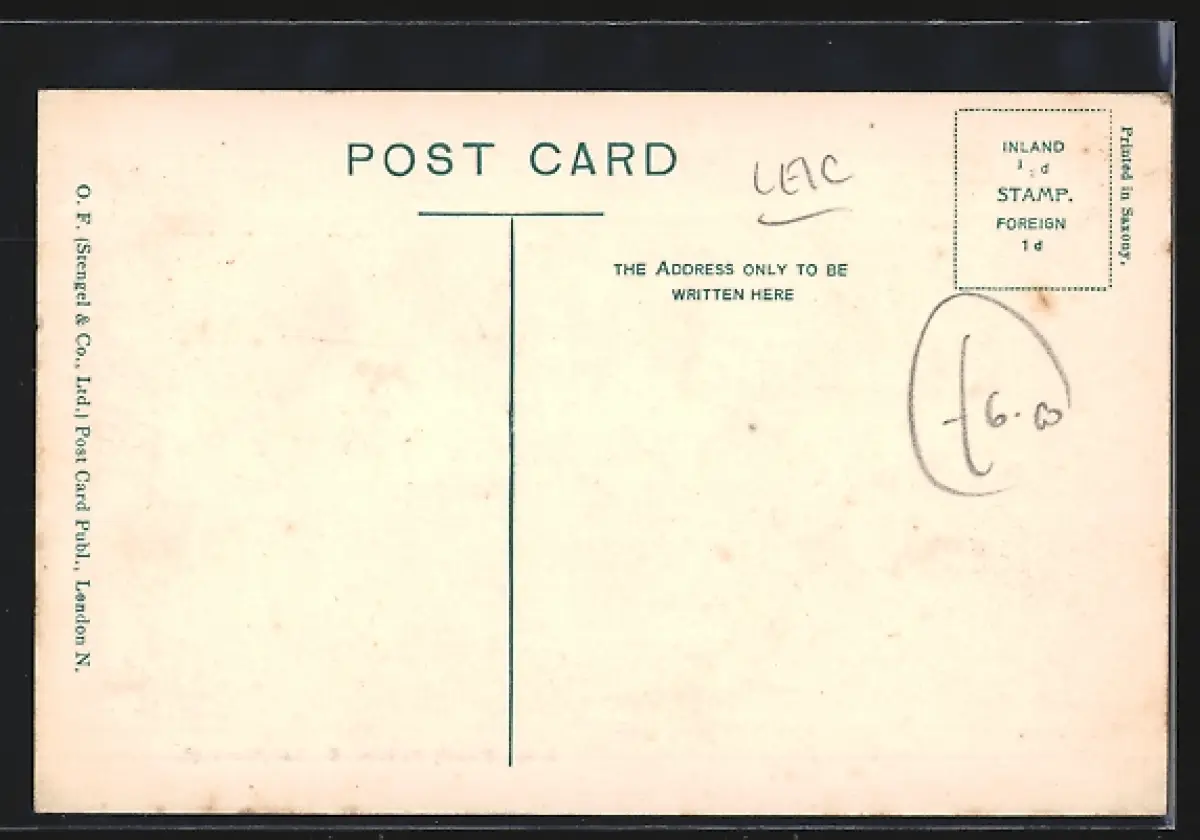 POST CARD
LEIC
INLAND
½ d
STAMP.
FOREIGN
1d
Printed in Saxony.
THE ADDRESS ONLY TO BE
WRITTEN HERE
£6.00
O. F. (Stengel & Co., Ltd.) Post Card Publ., London N.